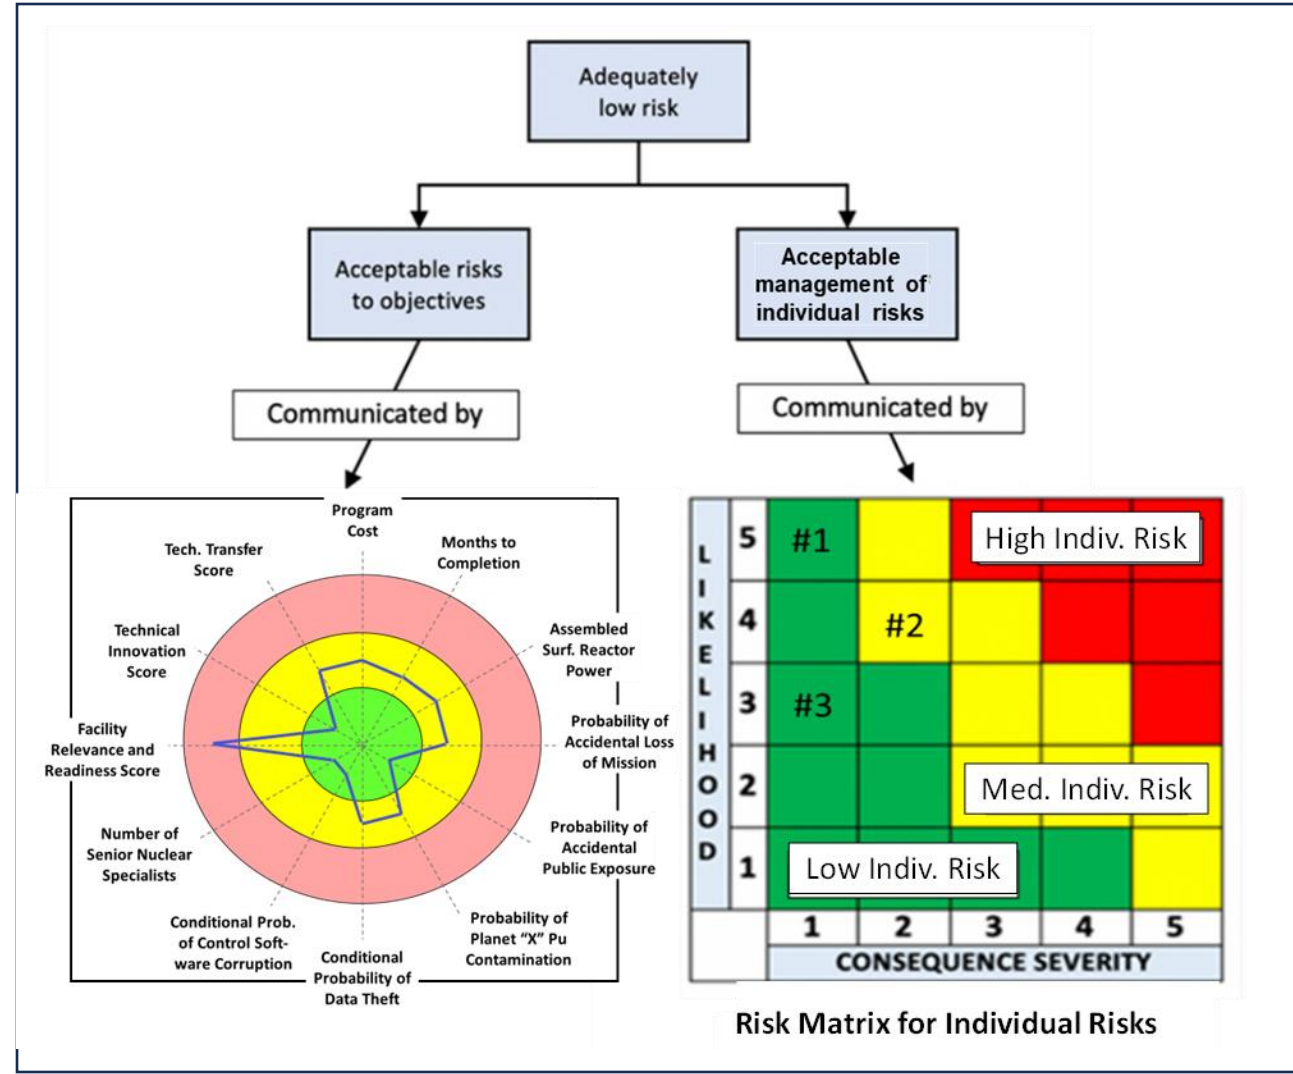 Adequately
low risk
Acceptable risks
to objectives
Acceptable
management of
individual risks
Communicated by
Communicated by
Program
Cost
Months to
Completion
Assembled
Surf. Reactor
Power
Probability of
Accidental Loss
of Mission
Probability of
Accidental
Public Exposure
Probability of
Planet “X” Pu
Contamination
Conditional
Probability of
Data Theft
Conditional Prob.
of Control Soft-
ware Corruption
Number of
Senior Nuclear
Specialists
Facility
Relevance and
Readiness Score
Technical
Innovation
Score
Tech. Transfer
Score
LIKELIHOOD
5
#1
High Indiv. Risk
4
#2
3
#3
2
Med. Indiv. Risk
1
Low Indiv. Risk
1 2 3 4 5
CONSEQUENCE SEVERITY
Risk Matrix for Individual Risks